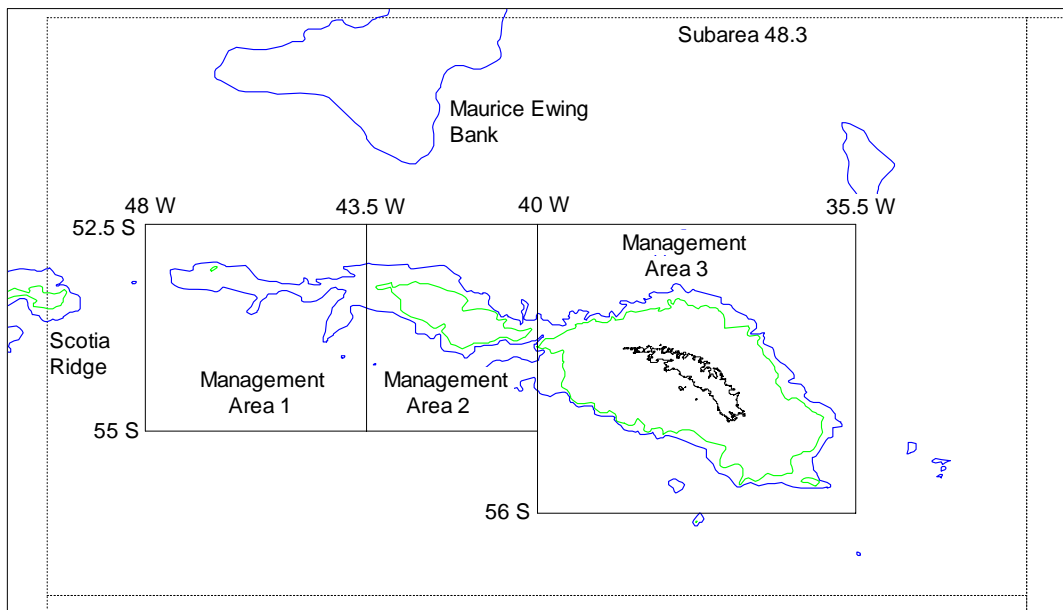 Subarea 48.3
Maurice Ewing
Bank
48 W
43.5 W
40 W
35.5 W
52.5 S
Management
Area 3
Scotia
Ridge
Management
Area 1
Management
Area 2
55 S
56 S